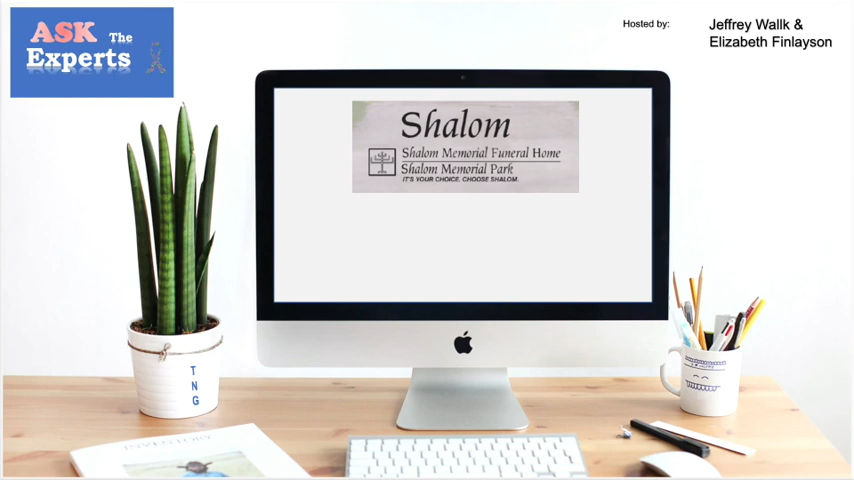 ASK The
Experts
Hosted by:
Jeffrey Wallk &
Elizabeth Finlayson
Shalom
Shalom Memorial Funeral Home
Shalom Memorial Park
IT'S YOUR CHOICE. CHOOSE SHALOM.
T
N
G
INVENTORY